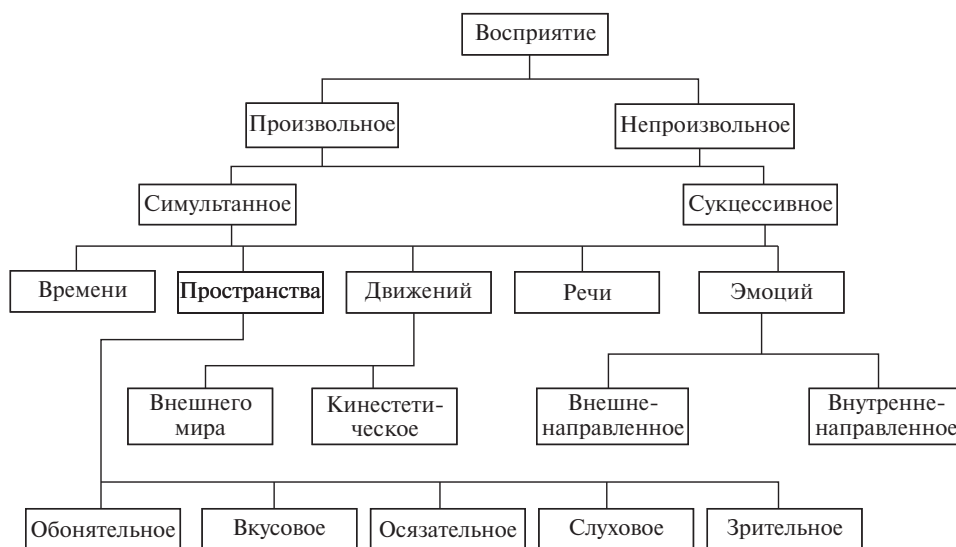 Восприятие
Произвольное
Непроизвольное
Симультанное
Сукцессивное
Времени
Пространства
Движений
Речи
Эмоций
Внешнего
мира
Кинестети-
ческое
Внешне-
направленное
Внутренне-
направленное
Обонятельное
Вкусовое
Осязательное
Слуховое
Зрительное